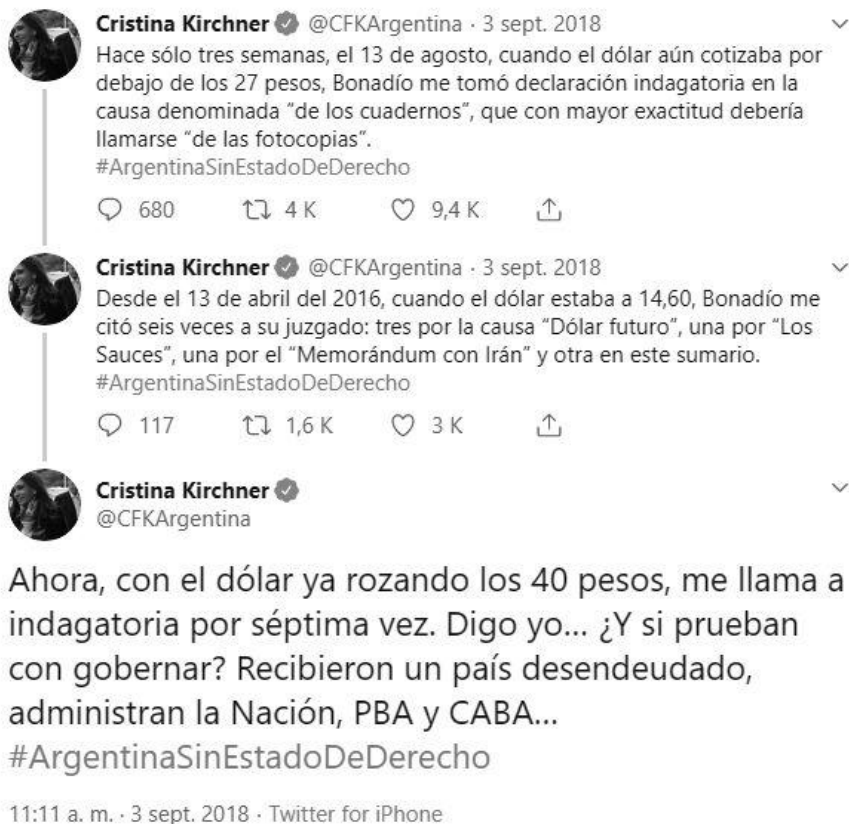 Cristina Kirchner @CFKArgentina · 3 sept. 2018
Hace sólo tres semanas, el 13 de agosto, cuando el dólar aún cotizaba por
debajo de los 27 pesos, Bonadío me tomó declaración indagatoria en la
causa denominada “de los cuadernos”, que con mayor exactitud debería
llamarse “de las fotocopias”.
#ArgentinaSinEstadoDeDerecho
680 4 K 9,4 K
Cristina Kirchner @CFKArgentina · 3 sept. 2018
Desde el 13 de abril del 2016, cuando el dólar estaba a 14,60, Bonadío me
citó seis veces a su juzgado: tres por la causa “Dólar futuro”, una por “Los
Sauces”, una por el “Memorándum con Irán” y otra en este sumario.
#ArgentinaSinEstadoDeDerecho
117 1,6 K 3 K
Cristina Kirchner
@CFKArgentina
Ahora, con el dólar ya rozando los 40 pesos, me llama a
indagatoria por séptima vez. Digo yo... ¿Y si prueban
con gobernar? Recibieron un país desendeudado,
administran la Nación, PBA y CABA...
#ArgentinaSinEstadoDeDerecho
11:11 a. m. · 3 sept. 2018 · Twitter for iPhone